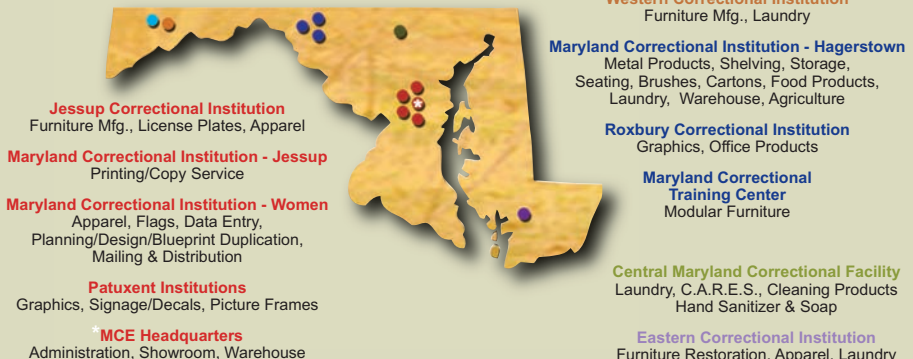 Jessup Correctional Institution
Furniture Mfg., License Plates, Apparel
Maryland Correctional Institution - Jessup
Printing/Copy Service
Maryland Correctional Institution - Women
Apparel, Flags, Data Entry,
Planning/Design/Blueprint Duplication,
Mailing & Distribution
Patuxent Institutions
Graphics, Signage/Decals, Picture Frames
*MCE Headquarters
Administration, Showroom, Warehouse
Western Correctional Institution
Furniture Mfg., Laundry
Maryland Correctional Institution - Hagerstown
Metal Products, Shelving, Storage,
Seating, Brushes, Cartons, Food Products,
Laundry, Warehouse, Agriculture
Roxbury Correctional Institution
Graphics, Office Products
Maryland Correctional
Training Center
Modular Furniture
Central Maryland Correctional Facility
Laundry, C.A.R.E.S., Cleaning Products
Hand Sanitizer & Soap
Eastern Correctional Institution
Furniture Restoration, Apparel, Laundry